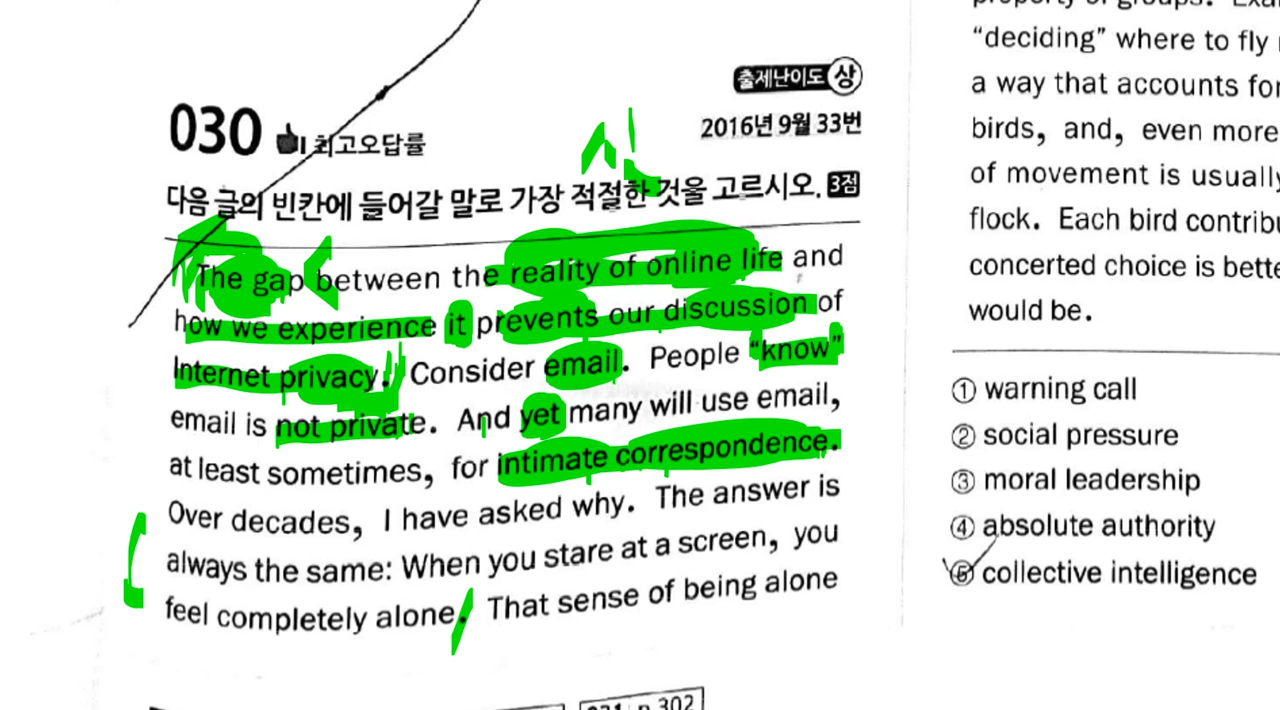 출제난이도 상
030 최고오답률
2016년 9월 33번
다음 글의 빈칸에 들어갈 말로 가장 적절한 것을 고르시오. 3점
The gap between the reality of online life and
how we experience it prevents our discussion of
Internet privacy. Consider email. People “know”
email is not private. And yet many will use email,
at least sometimes, for intimate correspondence.
Over decades, I have asked why. The answer is
always the same: When you stare at a screen, you
feel completely alone. That sense of being alone
“deciding” where to fly
a way that accounts for
birds, and, even more
of movement is usually
flock. Each bird
concerted choice is
would be.
① warning call
② social pressure
③ moral leadership
④ absolute authority
⑤ collective intelligence
p.302